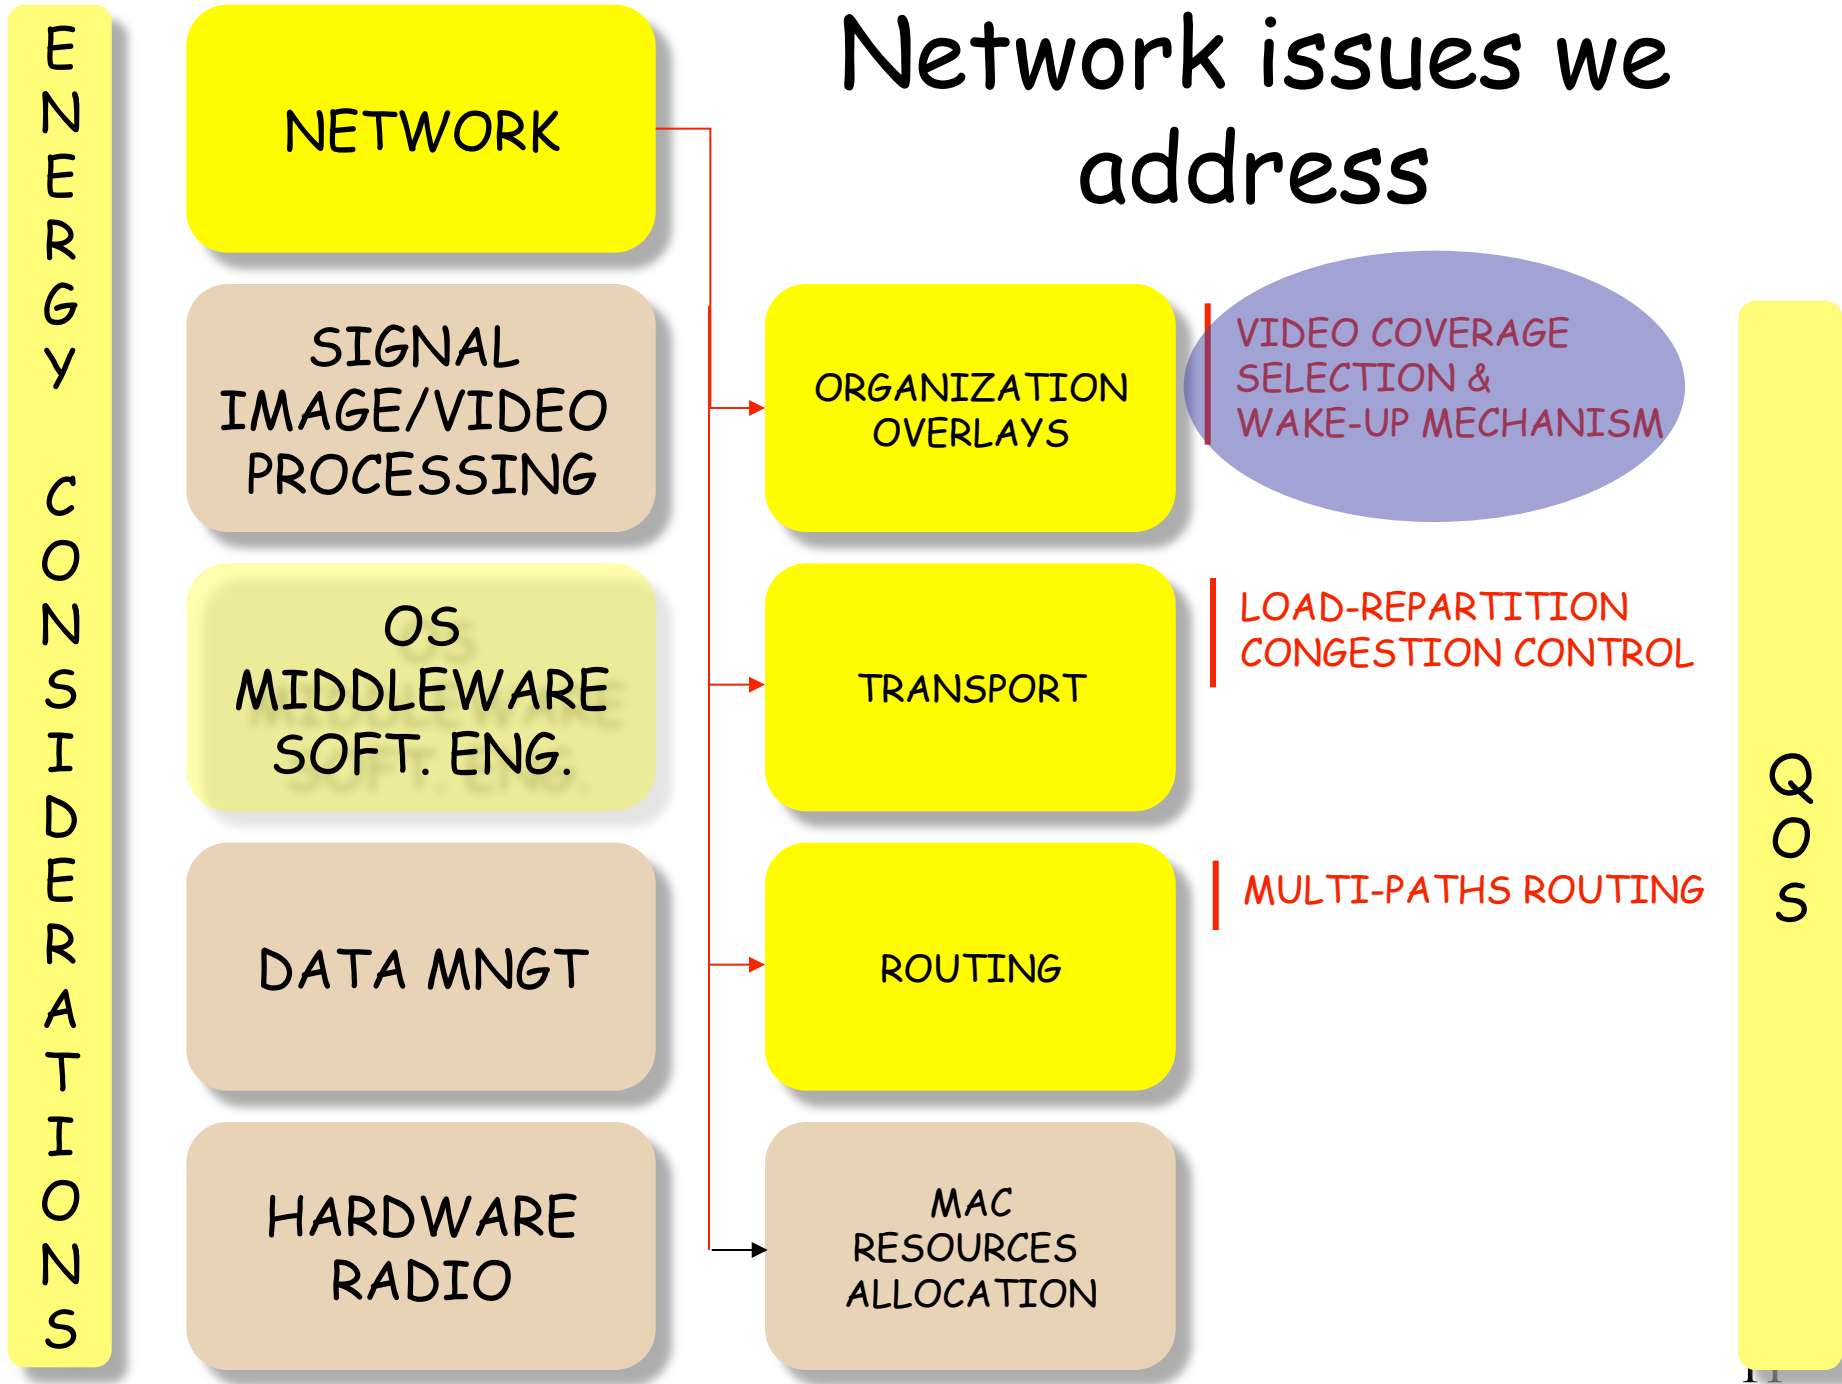 Network issues we
address
ENERGY CONSIDERATIONS
NETWORK
SIGNAL
IMAGE/VIDEO
PROCESSING
OS
MIDDLEWARE
SOFT. ENG.
DATA MNGT
HARDWARE
RADIO
ORGANIZATION
OVERLAYS
TRANSPORT
ROUTING
MAC
RESOURCES
ALLOCATION
VIDEO COVERAGE
SELECTION &
WAKE-UP MECHANISM
LOAD-REPARTITION
CONGESTION CONTROL
MULTI-PATHS ROUTING
QOS